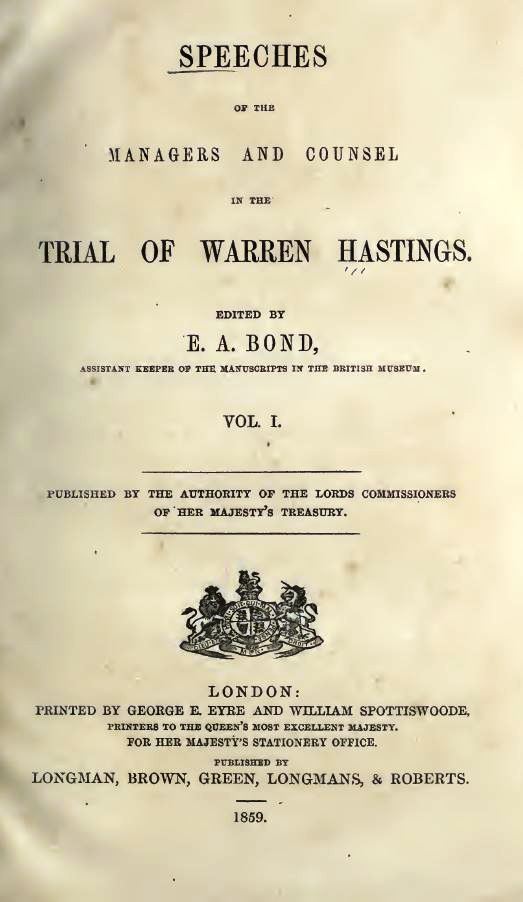 SPEECHES
OF THE
MANAGERS AND COUNSEL
IN THE
TRIAL OF WARREN HASTINGS.
EDITED BY
E. A. BOND,
ASSISTANT KEEPER OF THE MANUSCRIPTS IN THE BRITISH MUSEUM.
VOL. I.
PUBLISHED BY THE AUTHORITY OF THE LORDS COMMISSIONERS
OF HER MAJESTY'S TREASURY.
LONDON:
PRINTED BY GEORGE E. EYRE AND WILLIAM SPOTTISWOODE,
PRINTERS TO THE QUEEN'S MOST EXCELLENT MAJESTY.
FOR HER MAJESTY'S STATIONERY OFFICE.
PUBLISHED BY
LONGMAN, BROWN, GREEN, LONGMANS, & ROBERTS.
1859.